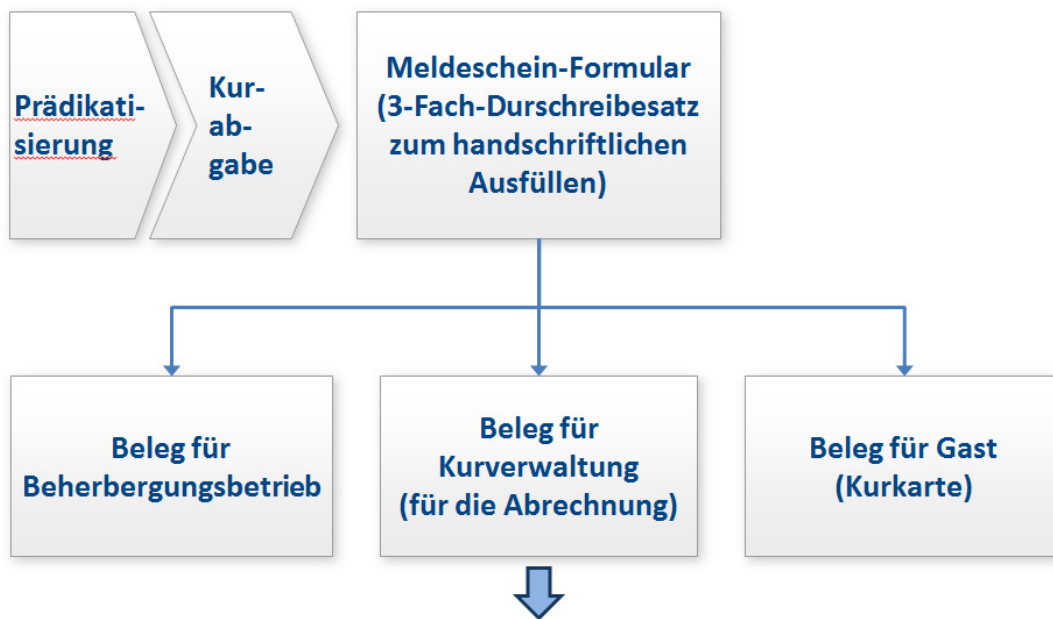 Prädikati-
sierung
Kur-
ab-
gabe
Meldeschein-Formular
(3-Fach-Durschreibesatz
zum handschriftlichen
Ausfüllen)
Beleg für
Beherbergungsbetrieb
Beleg für
Kurverwaltung
(für die Abrechnung)
Beleg für Gast
(Kurkarte)